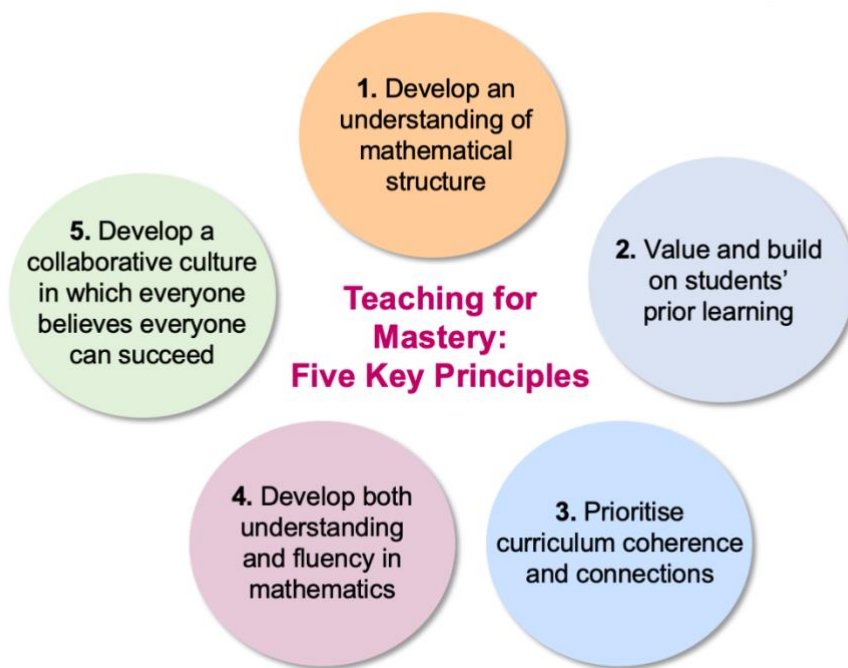 1. Develop an
understanding of
mathematical
structure
2. Value and build
on students’
prior learning
3. Prioritise
curriculum coherence
and connections
4. Develop both
understanding
and fluency in
mathematics
5. Develop a
collaborative culture
in which everyone
believes everyone
can succeed
Teaching for
Mastery:
Five Key Principles